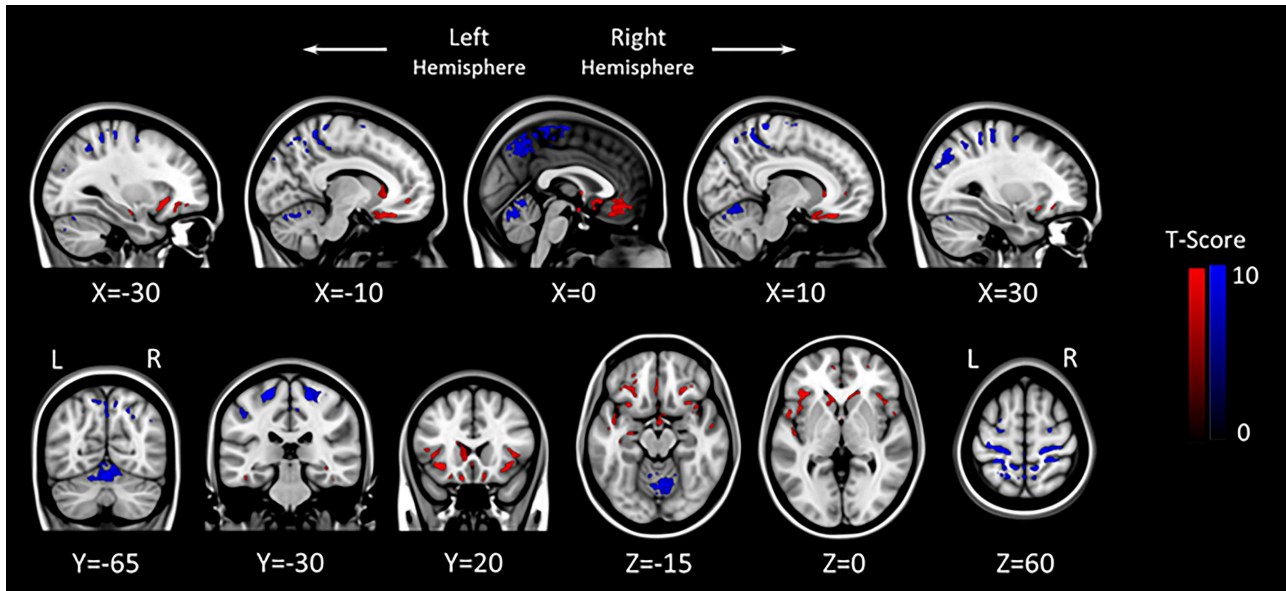 Left
Hemisphere
Right
Hemisphere
X=-30
X=-10
X=0
X=10
X=30
T-Score
10
0
L
R
L
R
Y=-65
Y=-30
Y=20
Z=-15
Z=0
Z=60